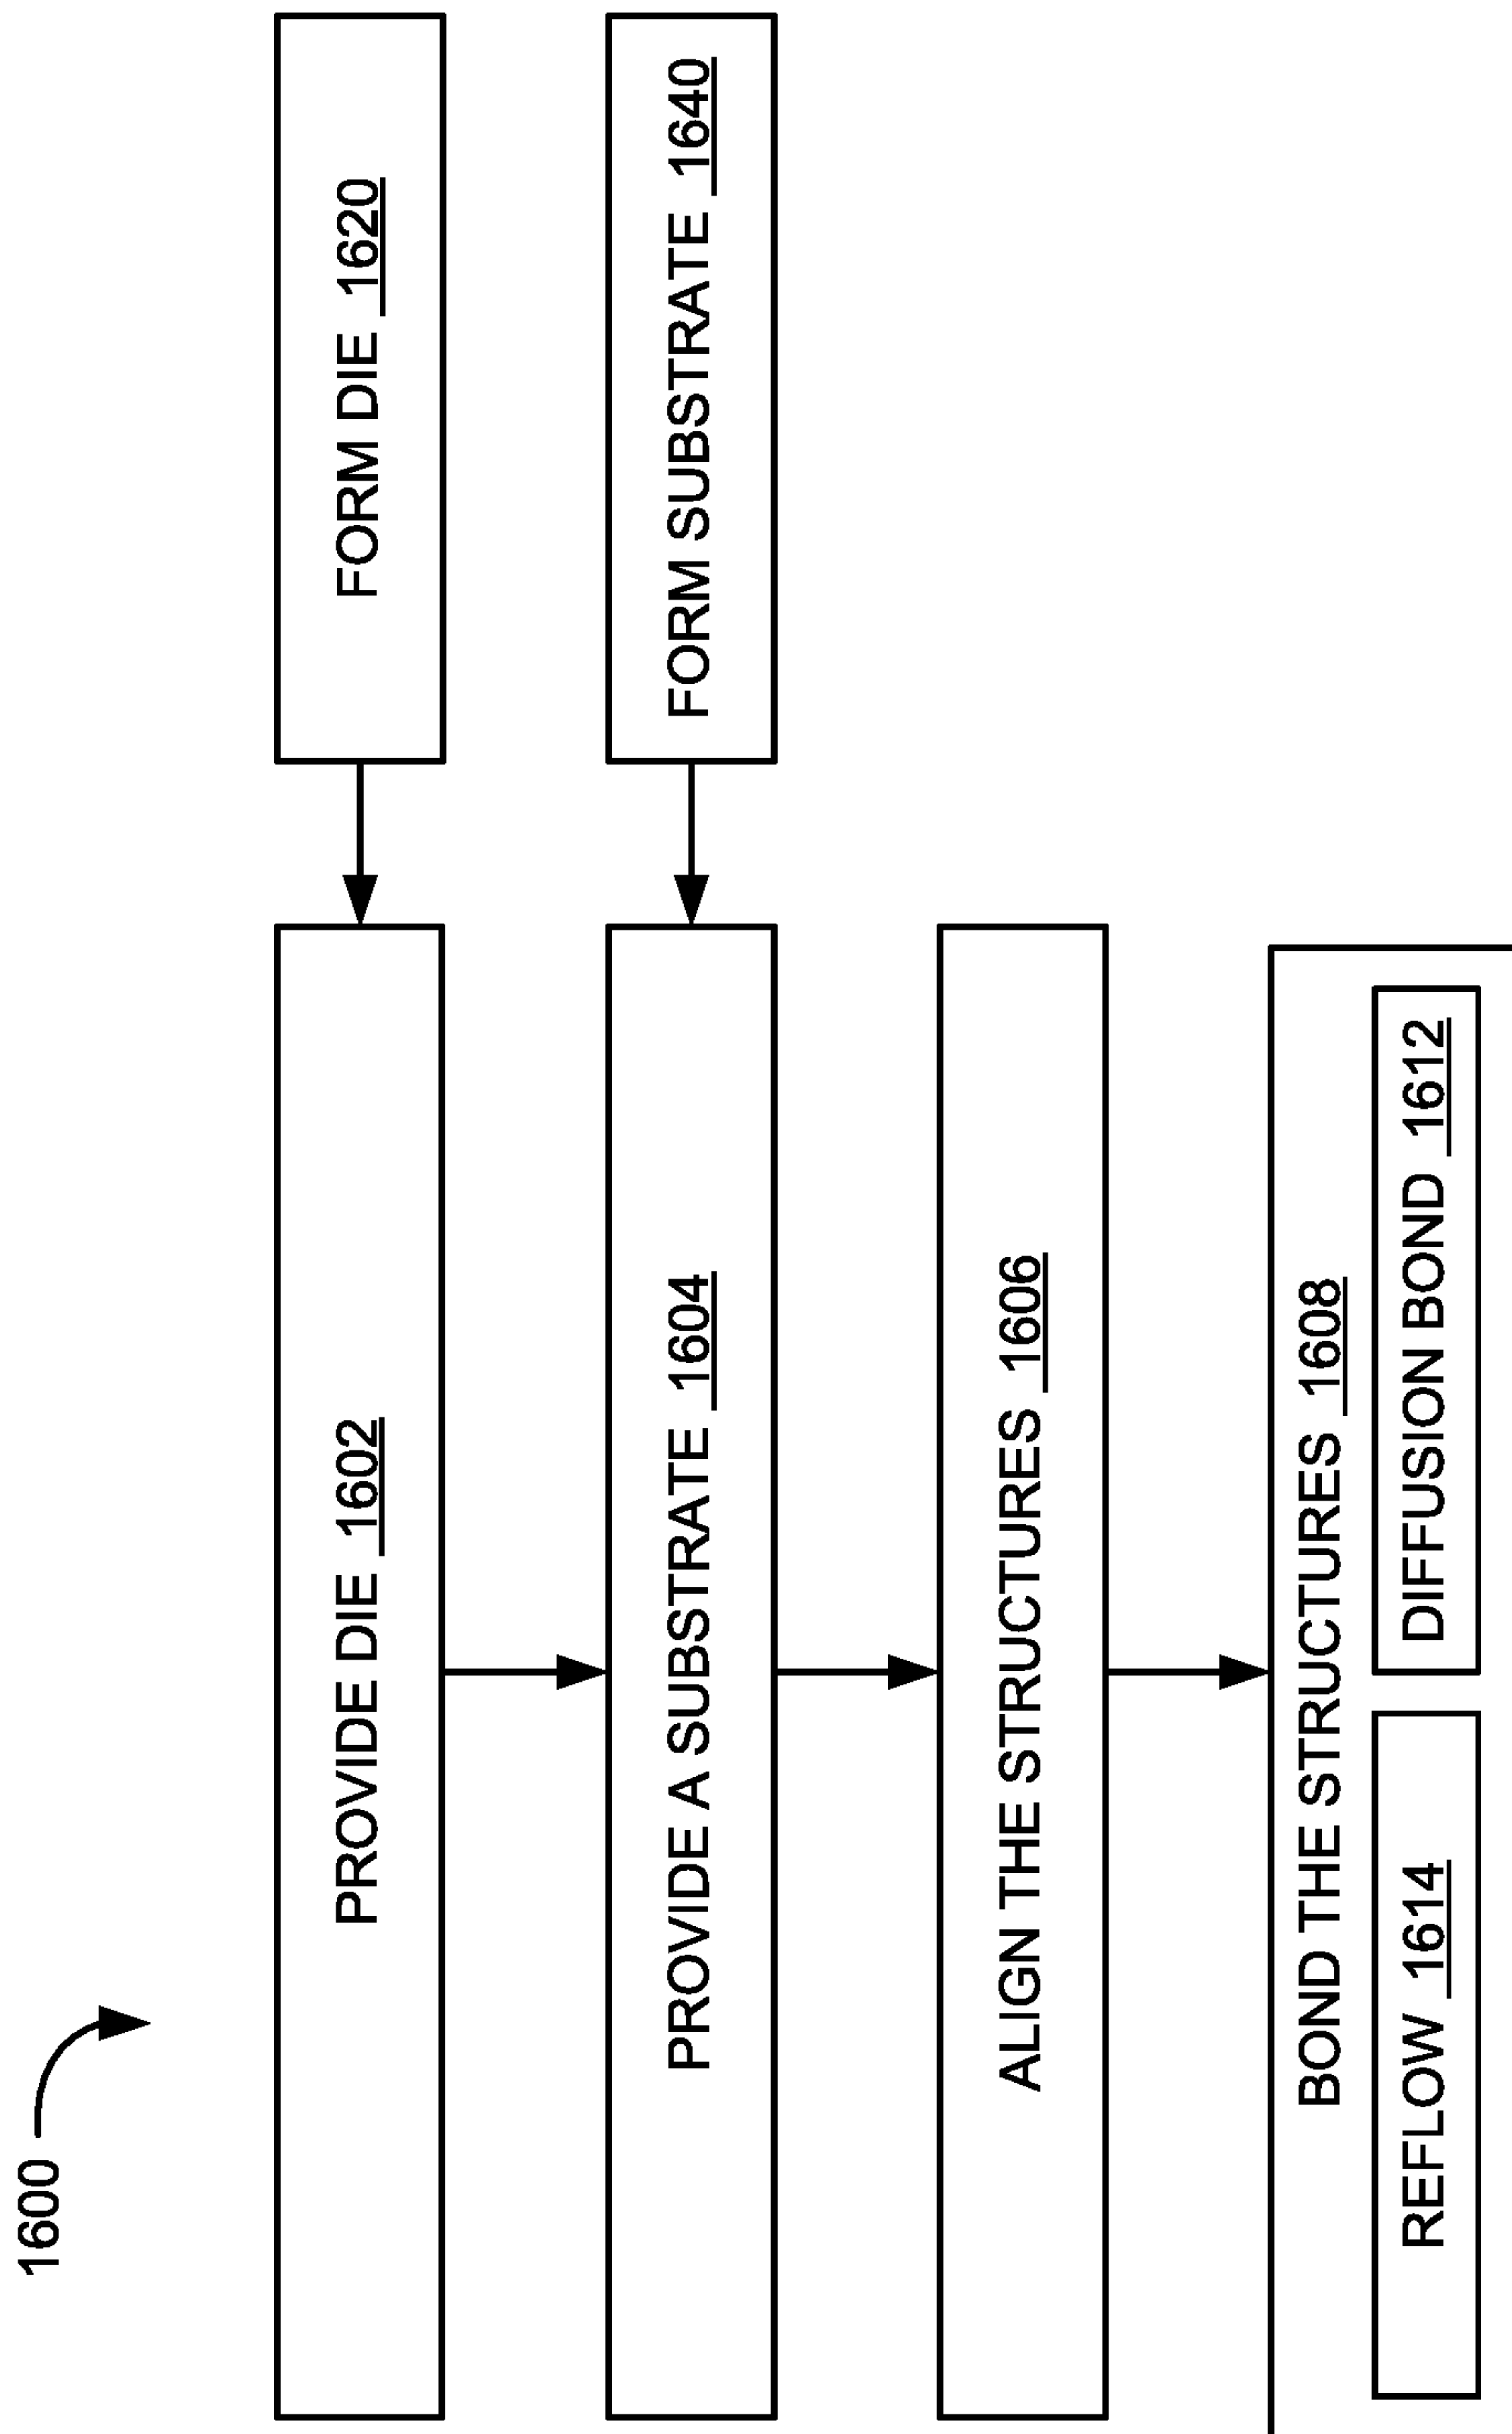 1600
PROVIDE DIE 1602
FORM DIE 1620
PROVIDE A SUBSTRATE 1604
FORM SUBSTRATE 1640
ALIGN THE STRUCTURES 1606
BOND THE STRUCTURES 1608
REFLOW 1614
DIFFUSION BOND 1612